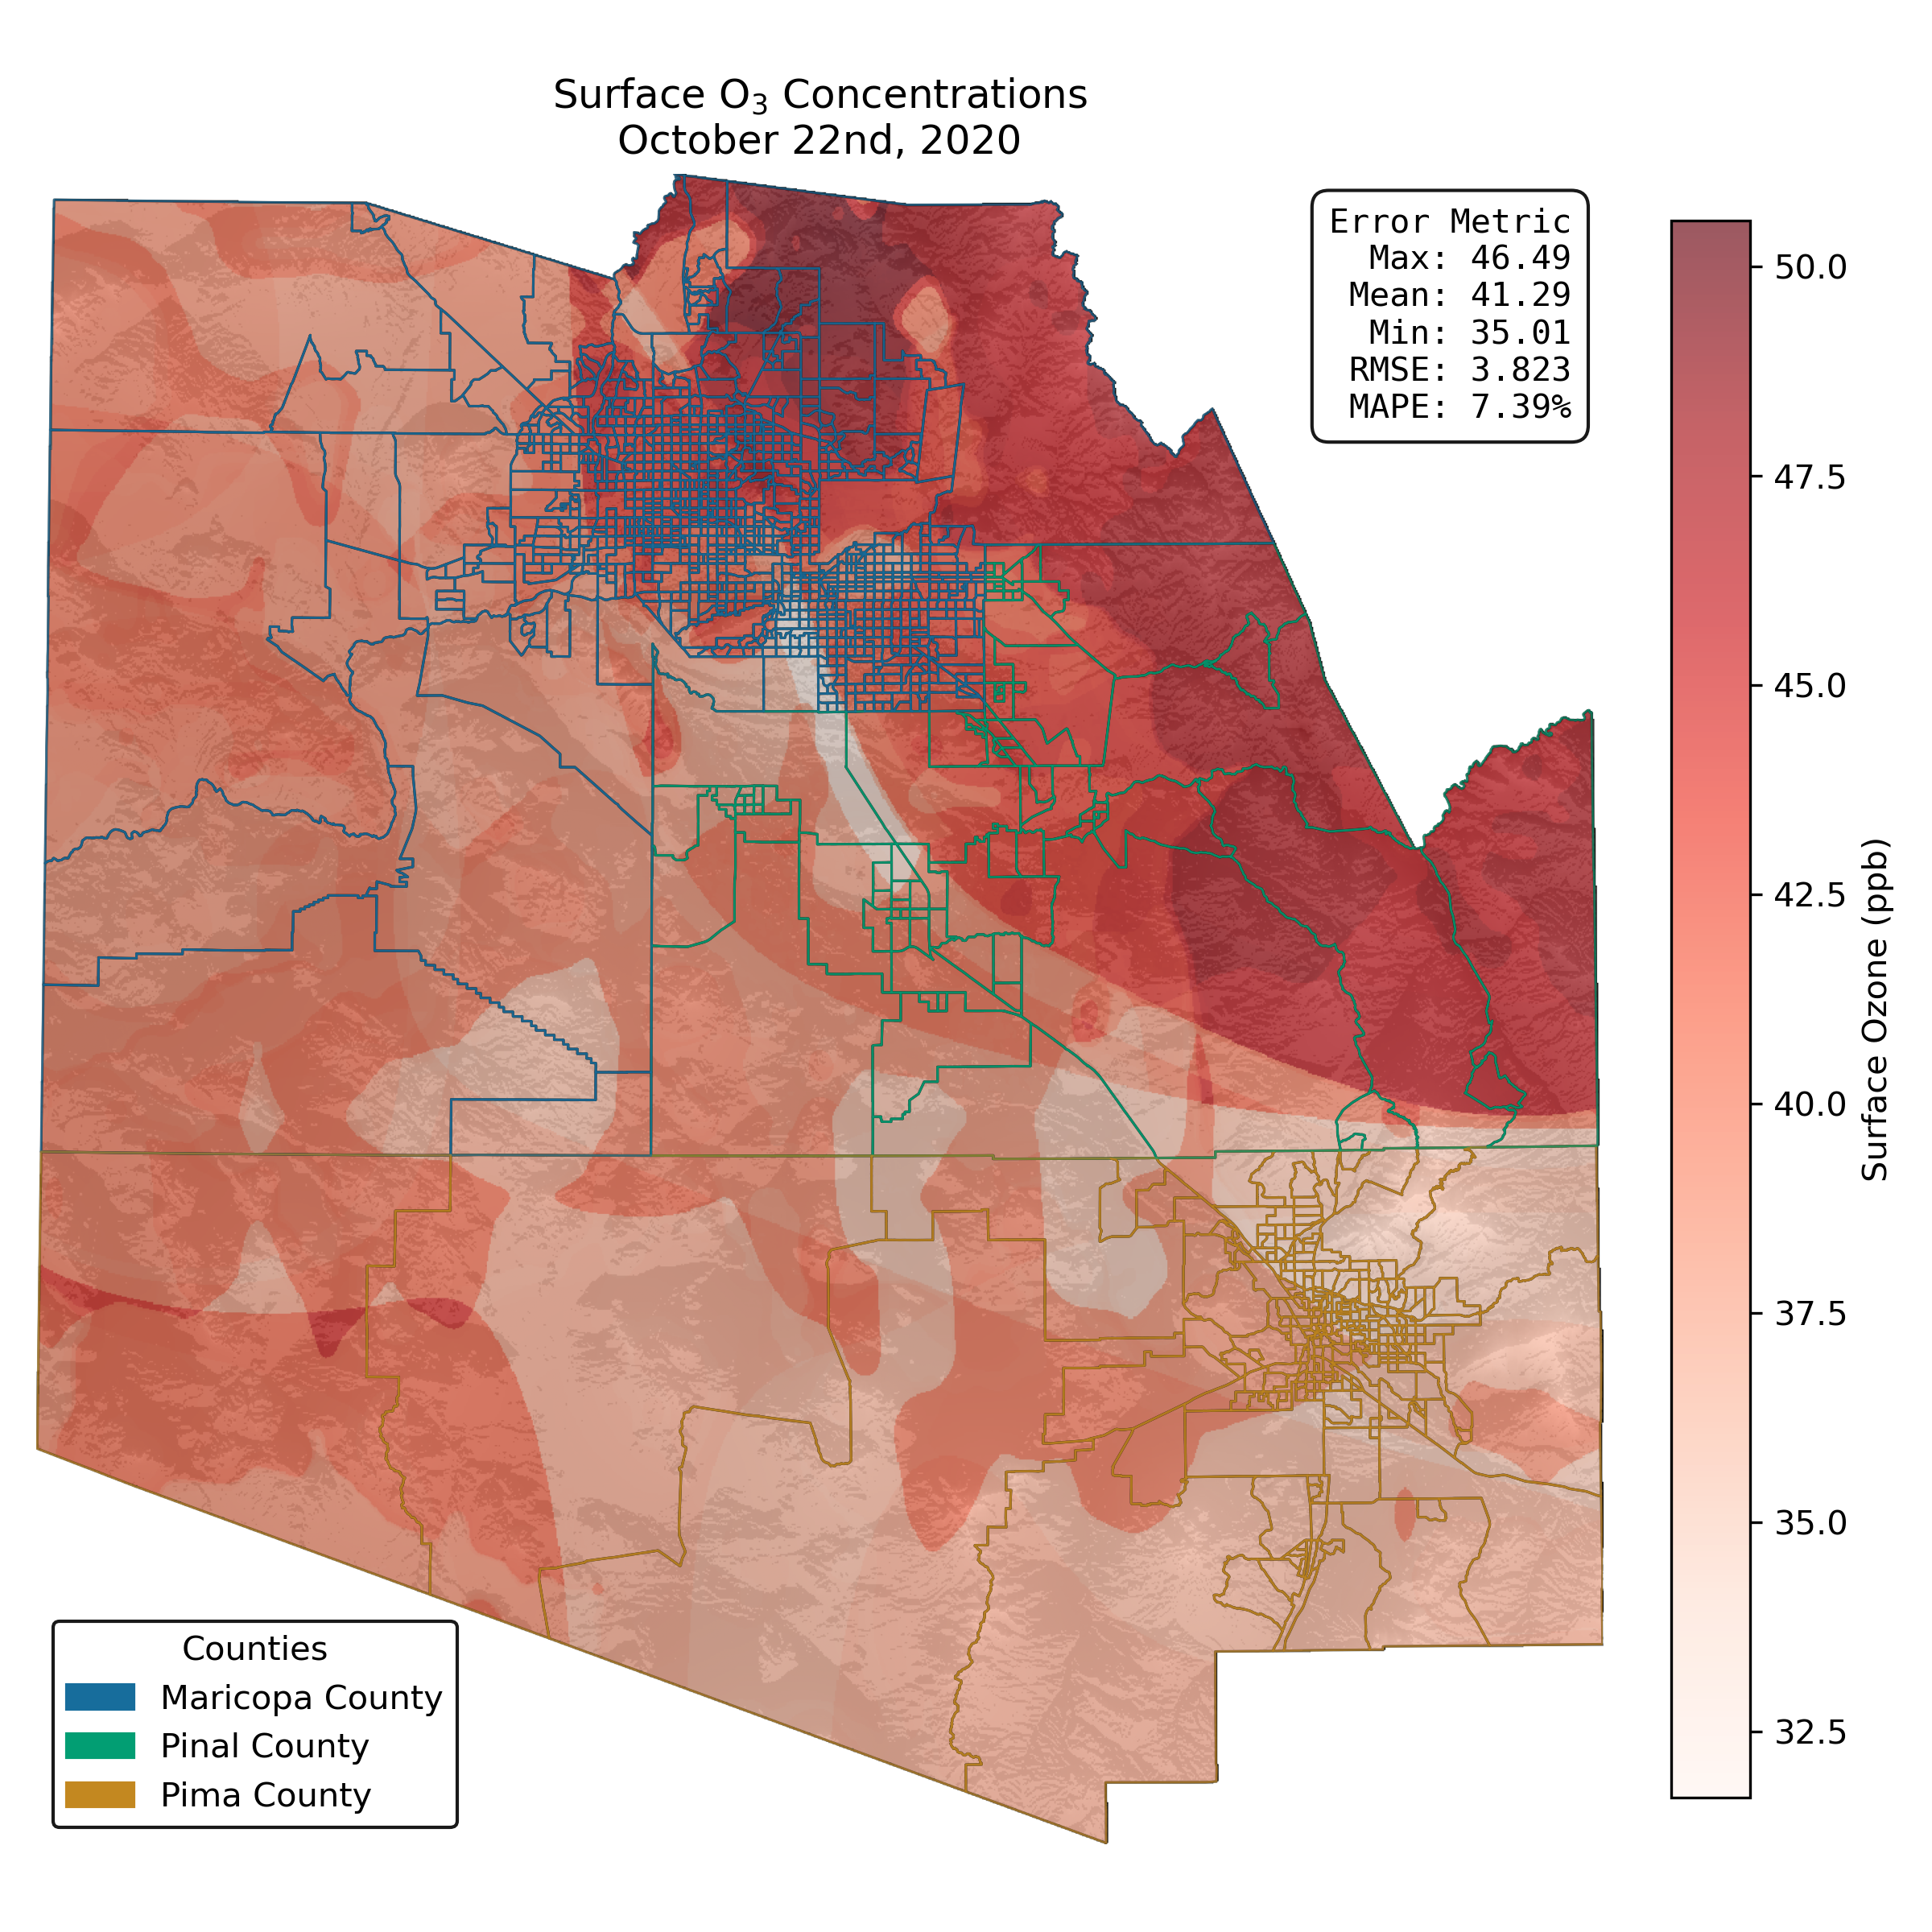 Surface O₃ Concentrations
October 22nd, 2020
Error Metric
Max: 46.49
Mean: 41.29
Min: 35.01
RMSE: 3.823
MAPE: 7.39%
50.0
47.5
45.0
42.5
40.0
37.5
35.0
32.5
Surface Ozone (ppb)
Counties
Maricopa County
Pinal County
Pima County